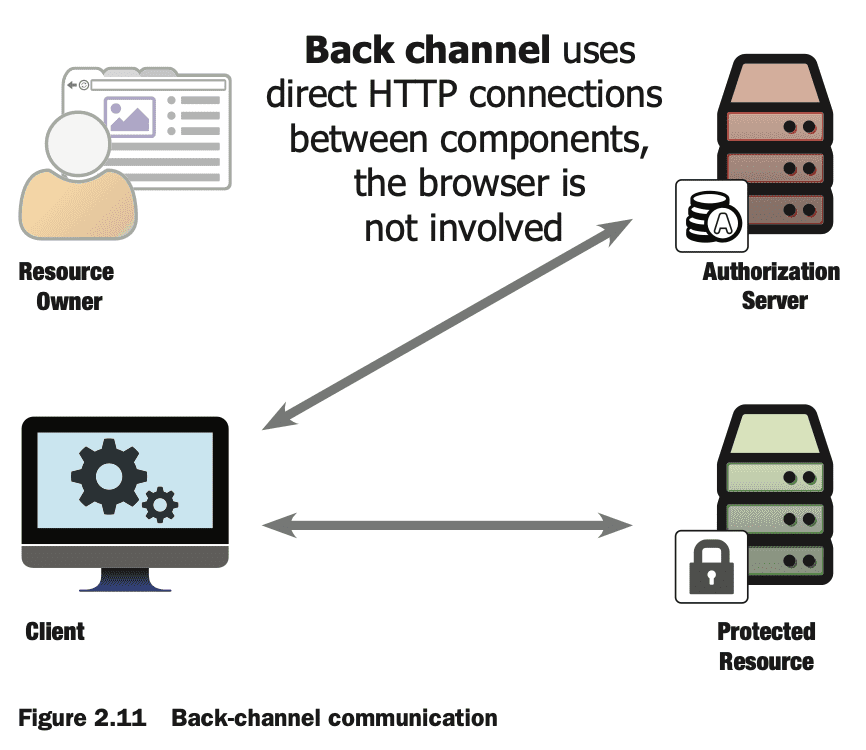 Back channel uses
direct HTTP connections
between components,
the browser is
not involved
Resource
Owner
A
Authorization
Server
Client
Protected
Resource
Figure 2.11 Back-channel communication